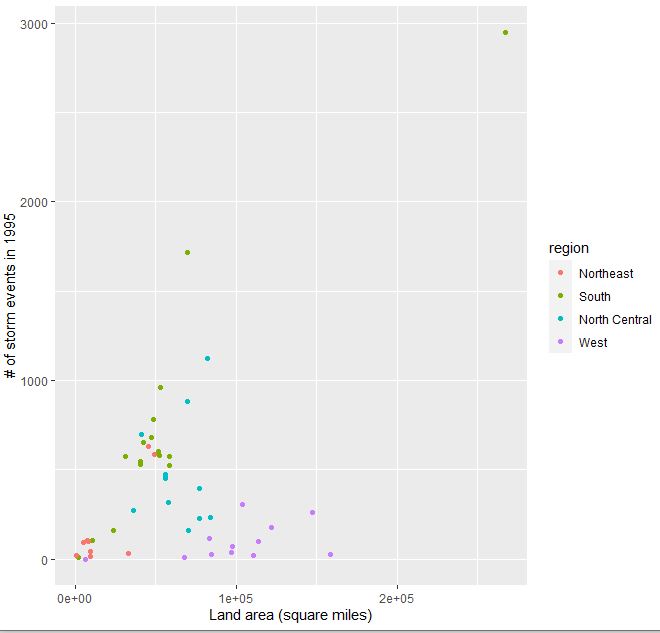 3000
2000
1000
0
# of storm events in 1995
0e+00
1e+05
2e+05
Land area (square miles)
region
Northeast
South
North Central
West